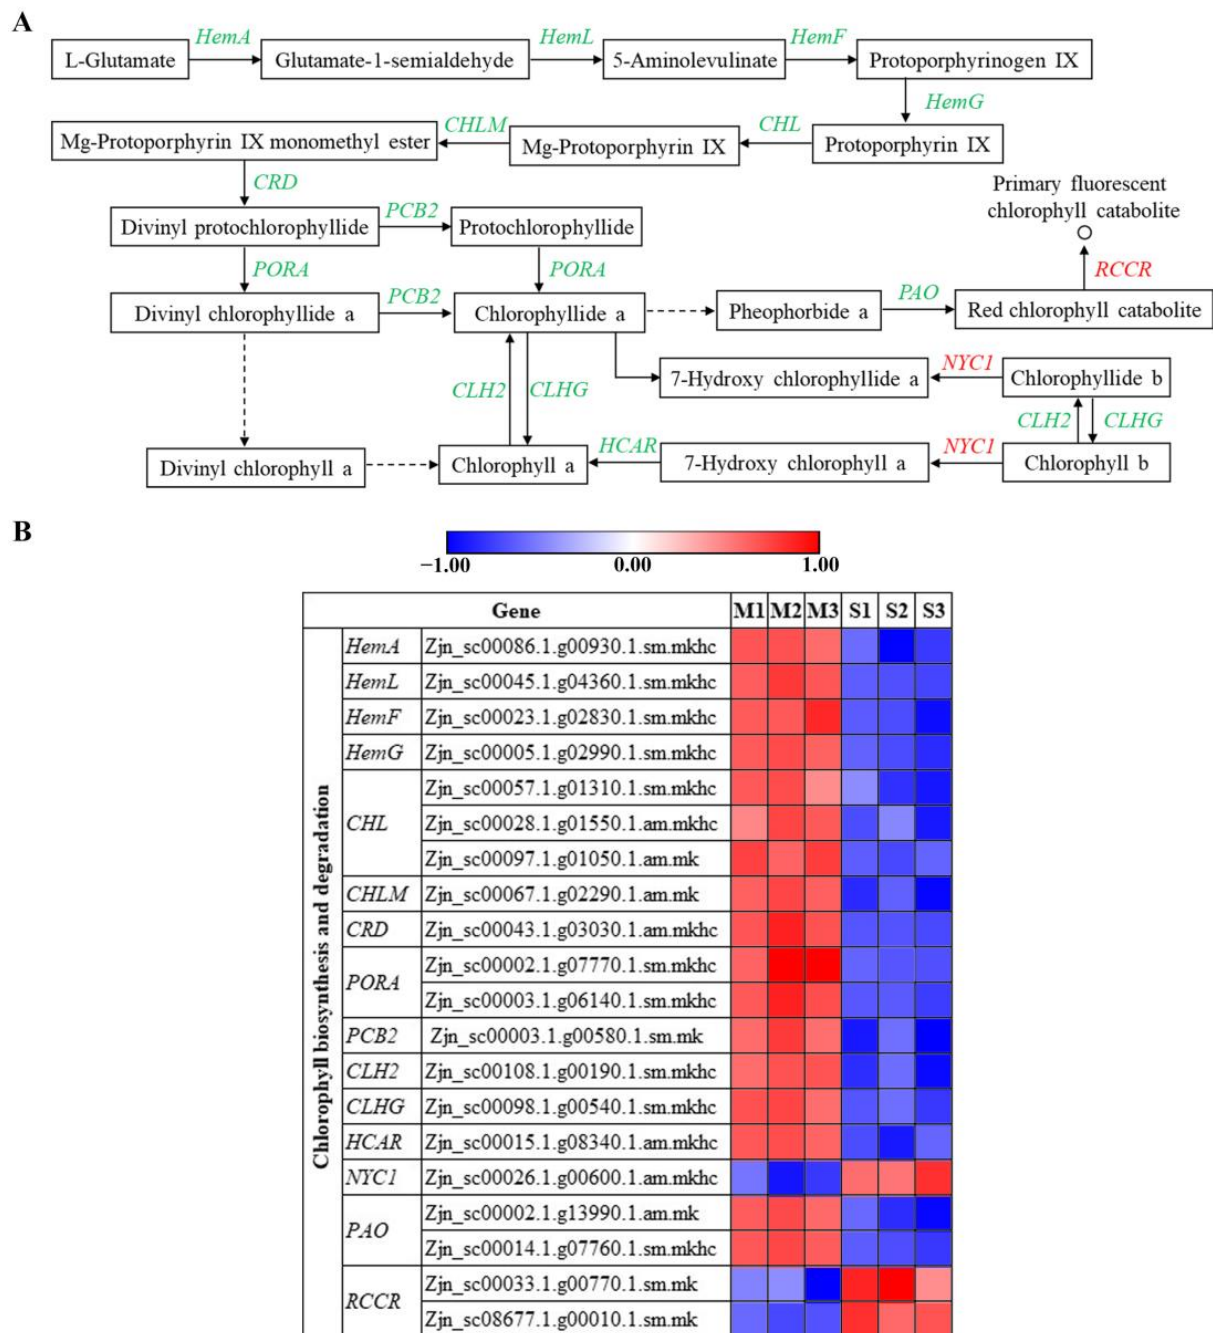 A
HemA HemL HemF
L-Glutamate Glutamate-1-semialdehyde 5-Aminolevulinate Protoporphyrinogen IX
HemG
CHLM CHL
Mg-Protoporphyrin IX monomethyl ester Mg-Protoporphyrin IX Protoporphyrin IX
CRD
Primary fluorescent
chlorophyll catabolite
PCB2
Divinyl protochlorophyllide Protochlorophyllide
PORA PORA RCCR
PCB2 PAO
Divinyl chlorophyllide a Chlorophyllide a Pheophorbide a Red chlorophyll catabolite
NYC1
7-Hydroxy chlorophyllide a Chlorophyllide b
CLH2 CLHG CLH2 CLHG
HCAR NYC1
Divinyl chlorophyll a Chlorophyll a 7-Hydroxy chlorophyll a Chlorophyll b
B
−1.00 0.00 1.00
Gene M1 M2 M3 S1 S2 S3
Chlorophyll biosynthesis and degradation
HemA Zjn_sc00086.1.g00930.1.sm.mkhc
HemL Zjn_sc00045.1.g04360.1.sm.mkhc
HemF Zjn_sc00023.1.g02830.1.sm.mkhc
HemG Zjn_sc00005.1.g02990.1.sm.mkhc
Zjn_sc00057.1.g01310.1.sm.mkhc
CHL Zjn_sc00028.1.g01550.1.am.mkhc
Zjn_sc00097.1.g01050.1.am.mk
CHLM Zjn_sc00067.1.g02290.1.am.mk
CRD Zjn_sc00043.1.g03030.1.am.mkhc
PORA Zjn_sc00002.1.g07770.1.sm.mkhc
Zjn_sc00003.1.g06140.1.sm.mkhc
PCB2 Zjn_sc00003.1.g00580.1.sm.mk
CLH2 Zjn_sc00108.1.g00190.1.sm.mkhc
CLHG Zjn_sc00098.1.g00540.1.sm.mkhc
HCAR Zjn_sc00015.1.g08340.1.am.mkhc
NYC1 Zjn_sc00026.1.g00600.1.am.mkhc
PAO Zjn_sc00002.1.g13990.1.am.mk
Zjn_sc00014.1.g07760.1.sm.mkhc
RCCR Zjn_sc00033.1.g00770.1.sm.mk
Zjn_sc08677.1.g00010.1.sm.mk